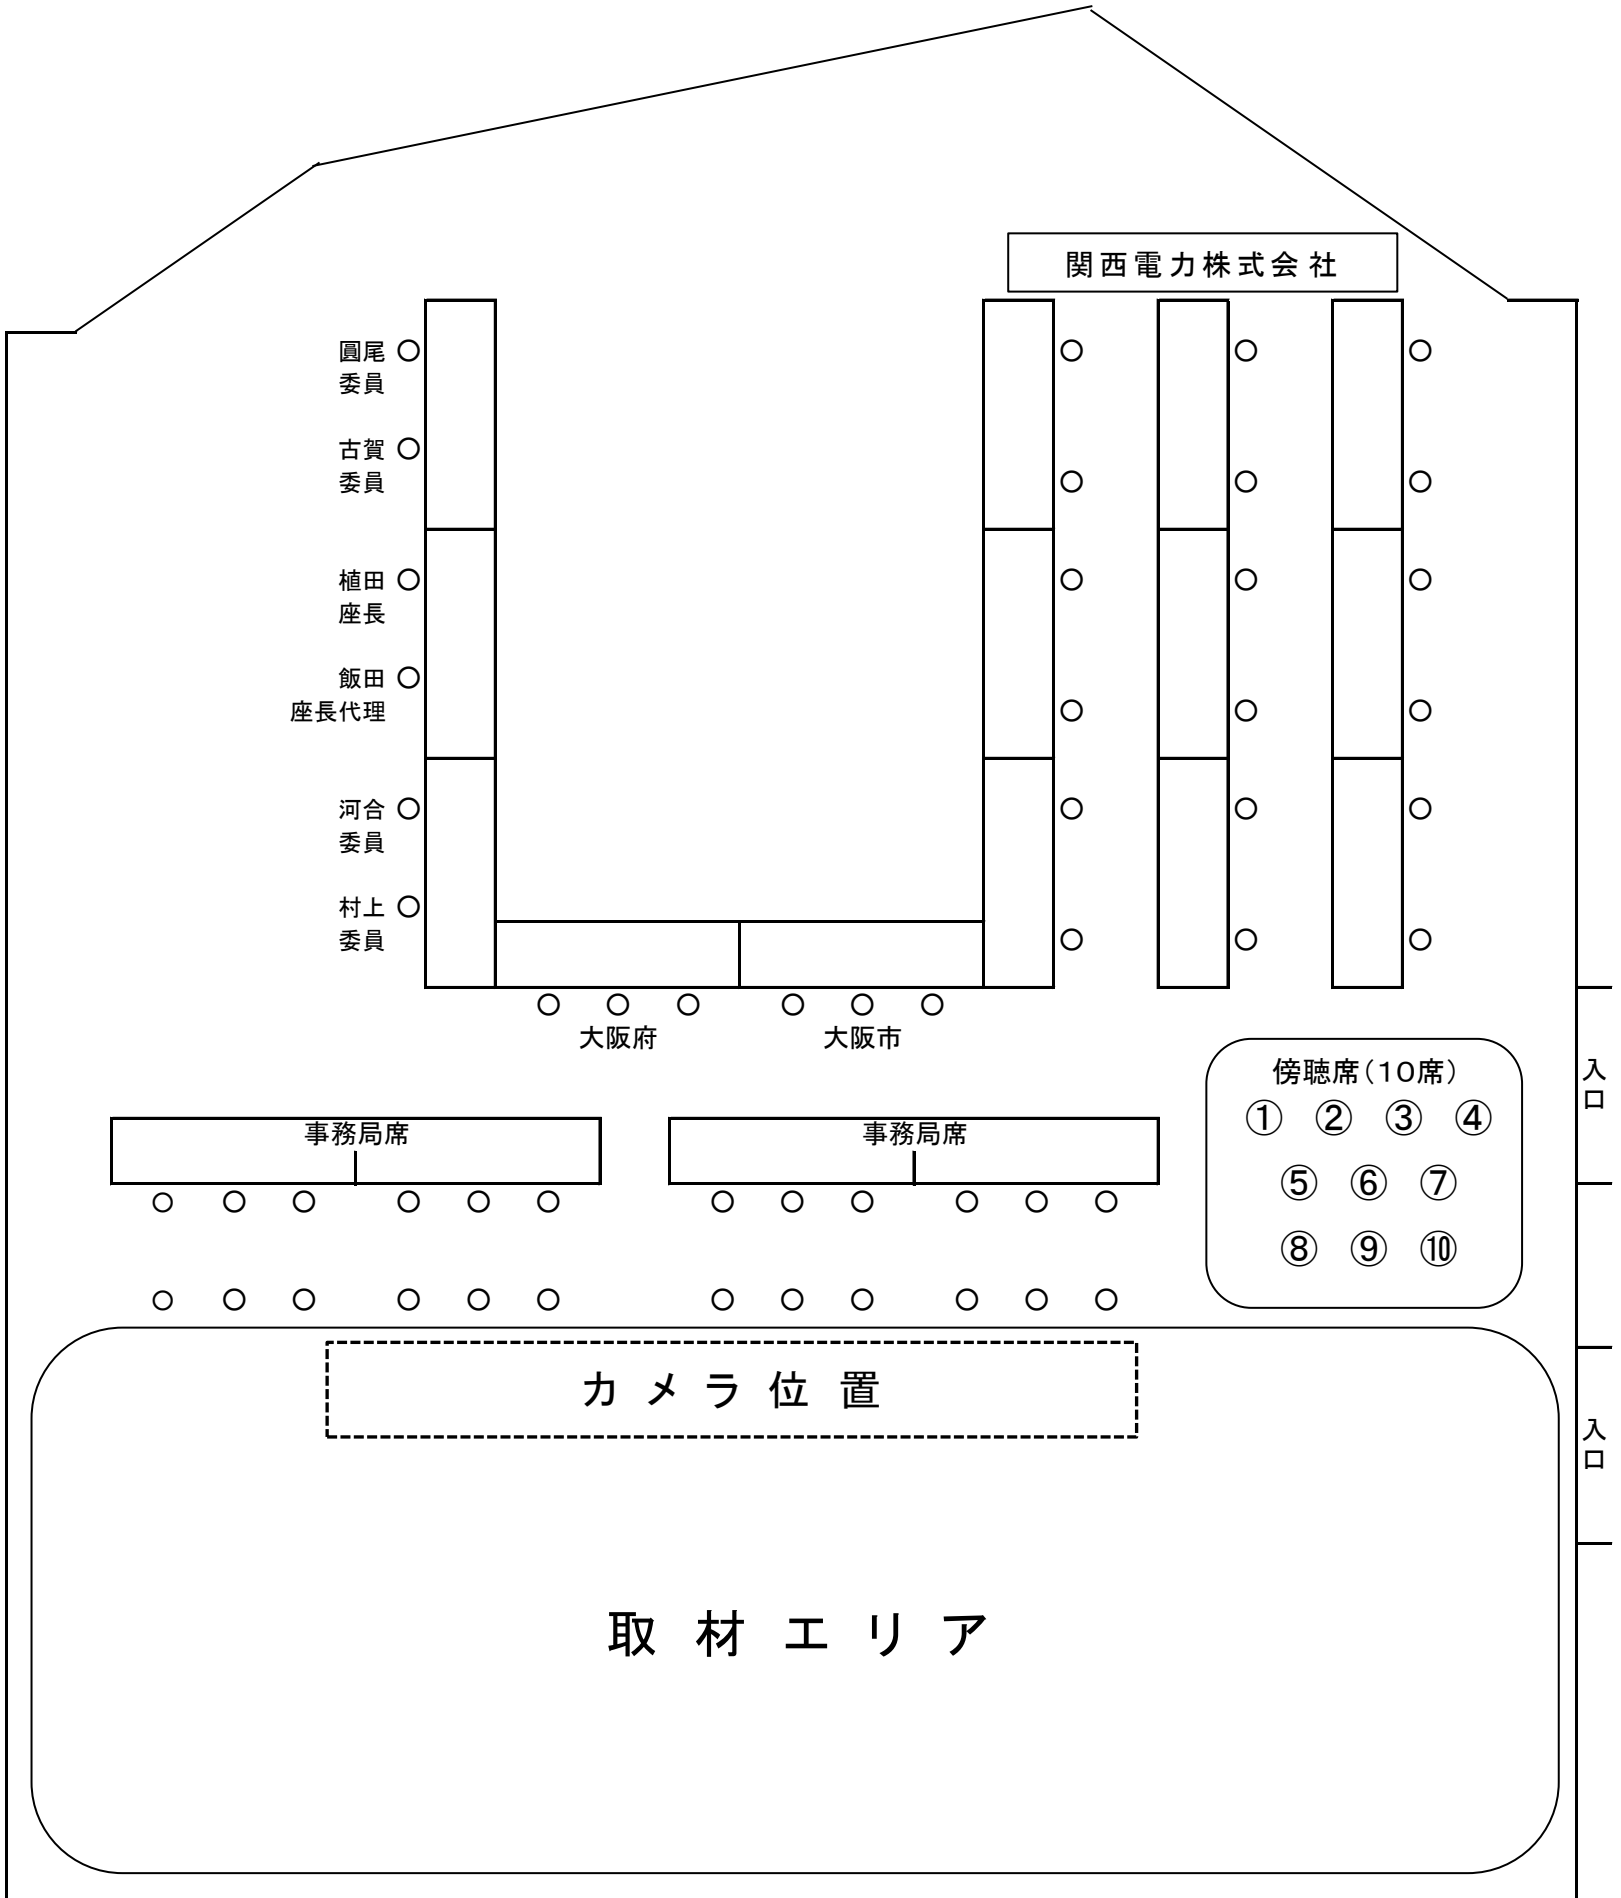 関西電力株式会社
圓尾
委員
古賀
委員
植田
座長
飯田
座長代理
河合
委員
村上
委員
大阪府
大阪市
傍聴席(10席)
① ② ③ ④
⑤ ⑥ ⑦
⑧ ⑨ ⑩
入口
事務局席
事務局席
カメラ位置
入口
取材エリア